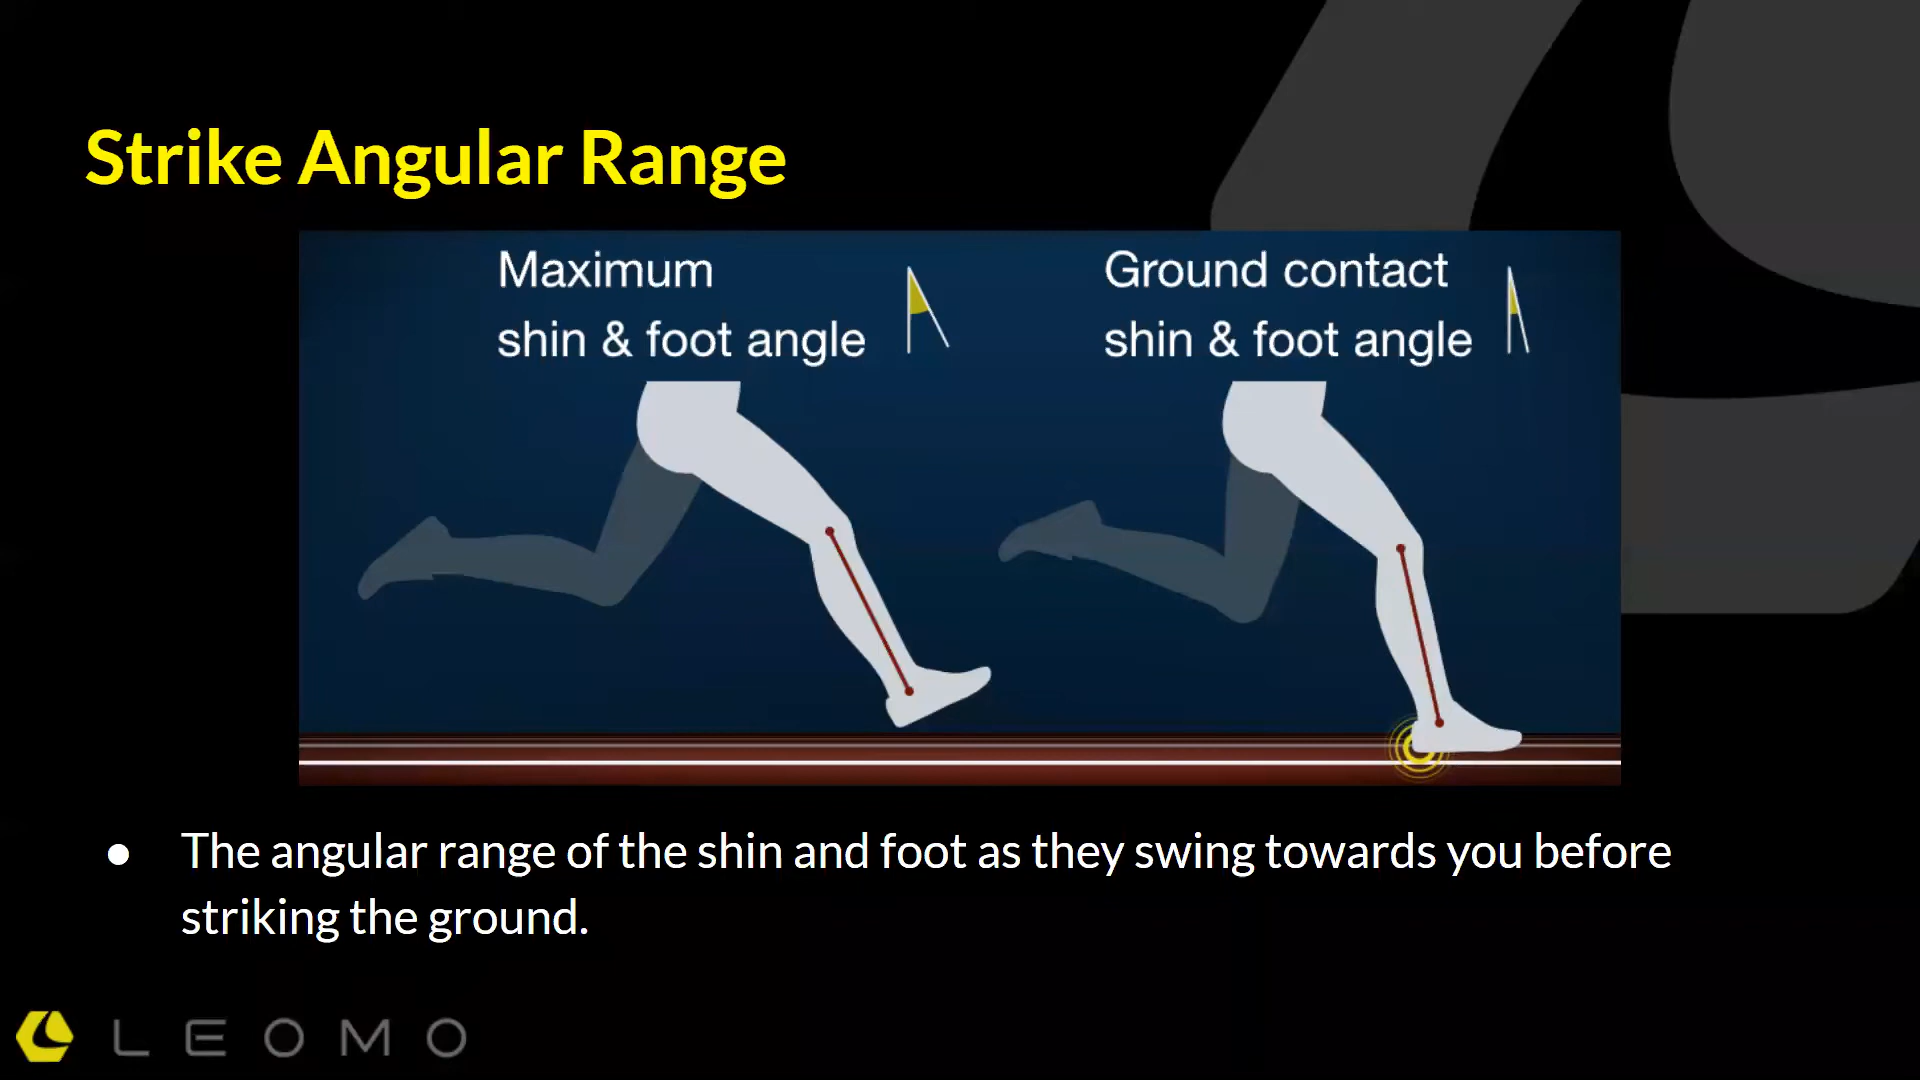 Strike Angular Range
Maximum
shin & foot angle
Ground contact
shin & foot angle
● The angular range of the shin and foot as they swing towards you before
striking the ground.
LEOMO